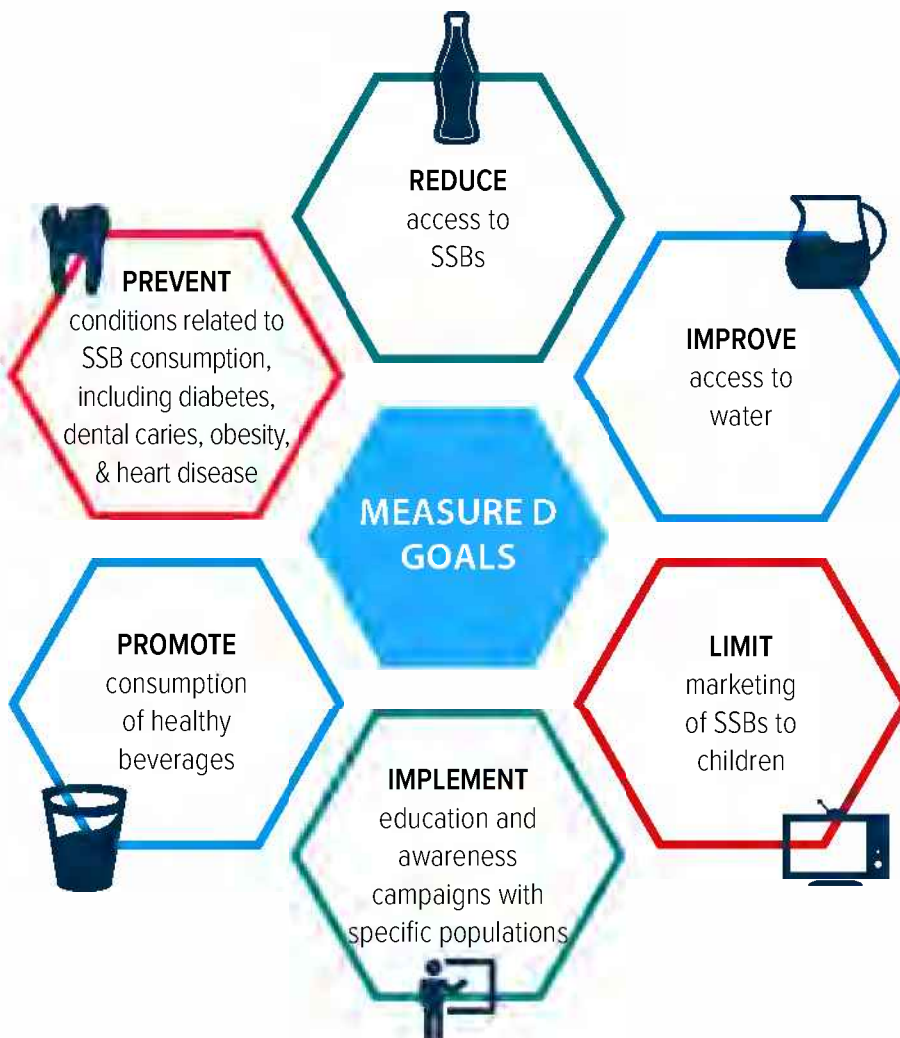 REDUCE
access to
SSBs
IMPROVE
access to
water
LIMIT
marketing
of SSBs to
children
IMPLEMENT
education and
awareness
campaigns with
specific populations
PROMOTE
consumption
of healthy
beverages
PREVENT
conditions related to
SSB consumption,
including diabetes,
dental caries, obesity,
& heart disease
MEASURE D
GOALS